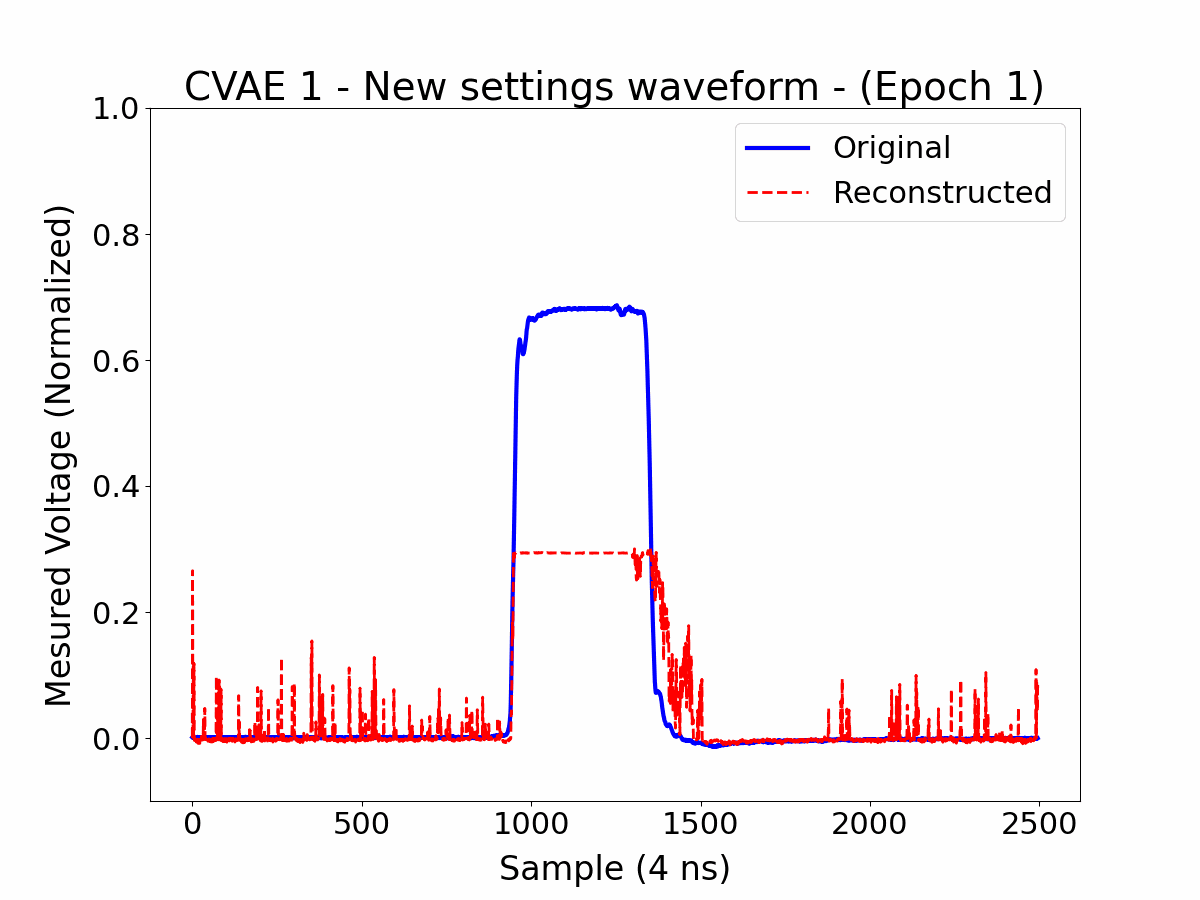 CVAE 1 - New settings waveform - (Epoch 1)
Original
Reconstructed
Mesured Voltage (Normalized)
1.0
0.8
0.6
0.4
0.2
0.0
0 500 1000 1500 2000 2500
Sample (4 ns)